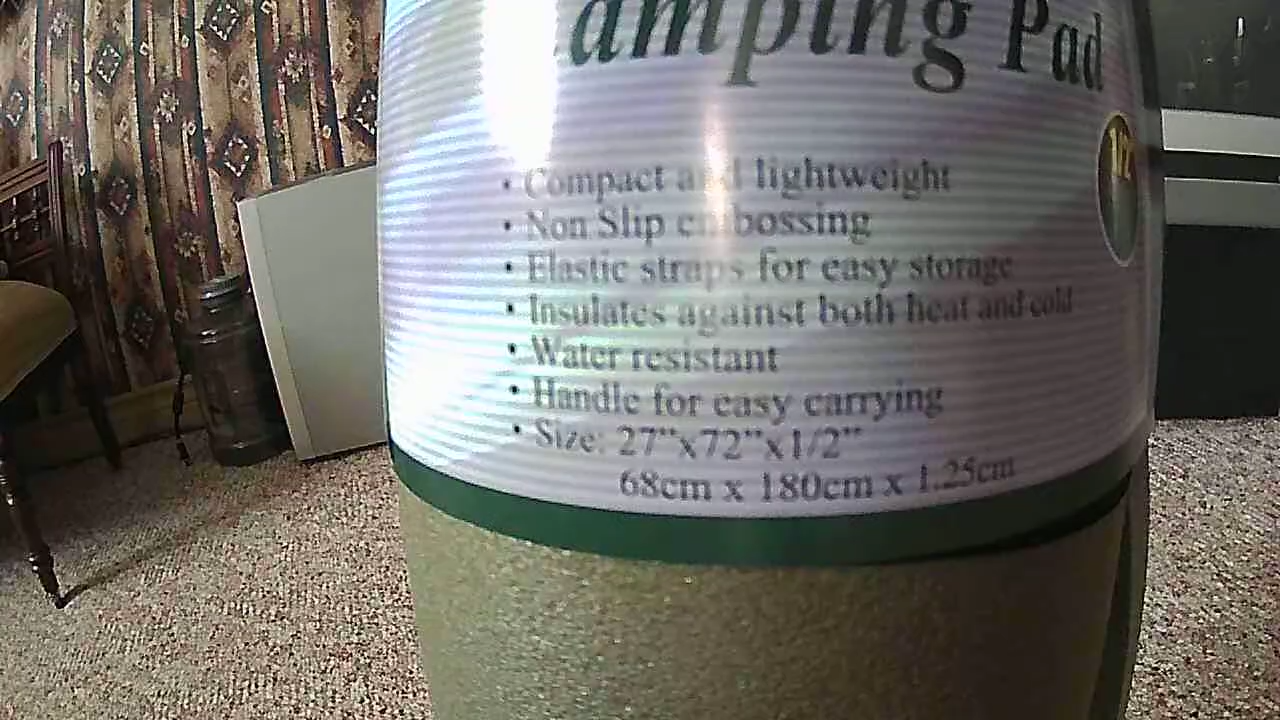 Camping Pad
• Compact and lightweight
• Non Slip embossing
• Elastic straps for easy storage
• Insulates against both heat and cold
• Water resistant
• Handle for easy carrying
• Size: 27"x72"x1/2"
68cm x 180cm x 1.25cm